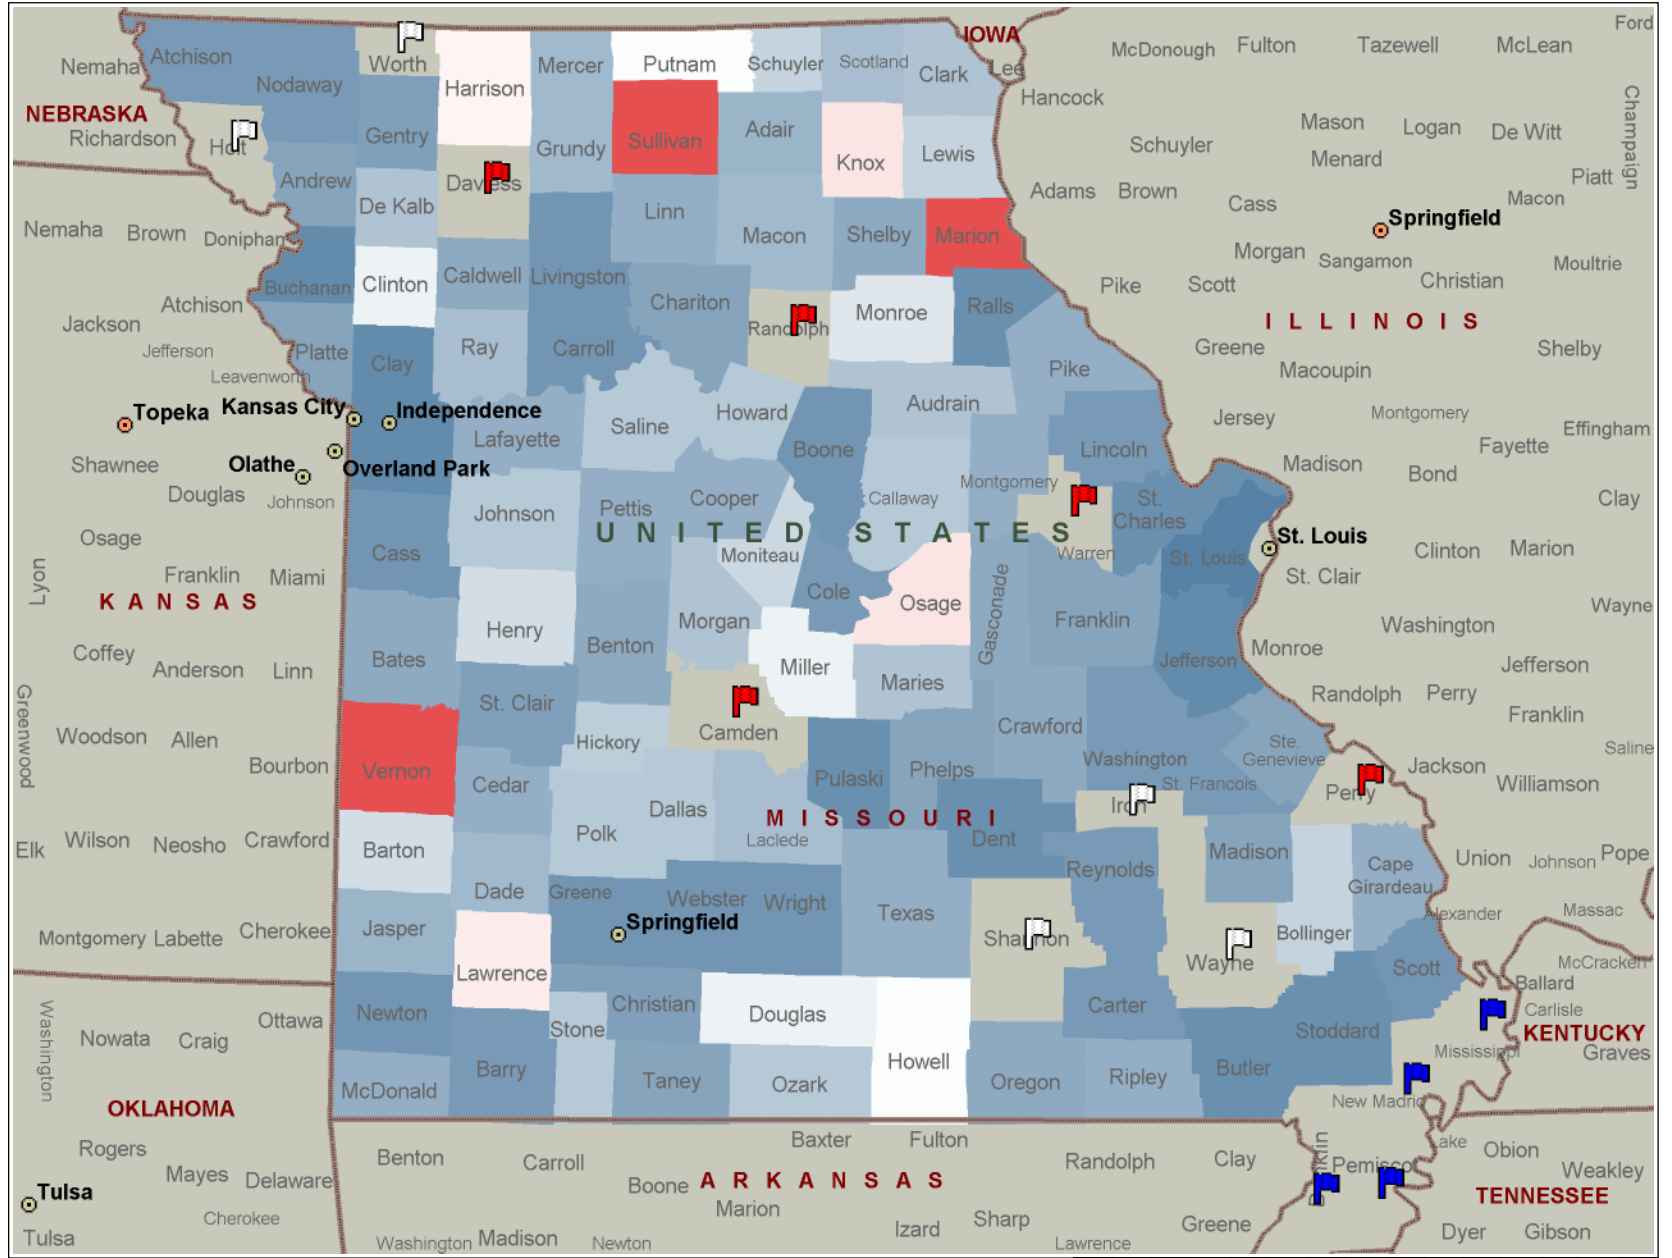 Ford
IOWA
McDonough
Fulton
Tazewell
McLean
Nemaha
Atchison
Worth
Harrison
Mercer
Putnam
Schuyler
Scotland
Clark
Lee
Nodaway
Hancock
Champaign
NEBRASKA
Richardson
Holt
Gentry
Grundy
Sullivan
Adair
Knox
Lewis
Schuyler
Mason
Logan
De Witt
Menard
Piatt
Andrew
Daviess
De Kalb
Linn
Macon
Shelby
Marion
Adams
Brown
Cass
Macon
Springfield
Nemaha
Brown
Doniphan
Morgan
Sangamon
Christian
Moultrie
Buchanan
Clinton
Caldwell
Livingston
Chariton
Randolph
Monroe
Ralls
Pike
Scott
ILLINOIS
Atchison
Jackson
Jefferson
Leavenworth
Platte
Clay
Ray
Carroll
Pike
Greene
Macoupin
Shelby
Topeka
Kansas City
Independence
Lafayette
Saline
Howard
Audrain
Boone
Lincoln
Jersey
Montgomery
Fayette
Effingham
Shawnee
Olathe
Overland Park
Douglas
Johnson
Johnson
Pettis
Cooper
Callaway
Montgomery
St.
Charles
Madison
Bond
Clay
UNITED STATES
Osage
Lyon
Franklin
Miami
Cass
Moniteau
Cole
Osage
Gasconade
Warren
St. Louis
St. Louis
St. Clair
Clinton
Marion
KANSAS
Henry
Benton
Morgan
Miller
Maries
Franklin
Jefferson
Monroe
Washington
Wayne
Jefferson
Coffey
Anderson
Linn
Bates
St. Clair
Hickory
Camden
Crawford
Washington
Ste.
Genevieve
St. Francois
Randolph
Perry
Franklin
Greenwood
Woodson
Allen
Bourbon
Vernon
Cedar
Polk
Dallas
Laclede
Pulaski
Phelps
Dent
Iron
Perry
Jackson
Williamson
Saline
MISSOURI
Elk
Wilson
Neosho
Crawford
Barton
Dade
Greene
Webster
Wright
Texas
Reynolds
Madison
Cape
Girardeau
Union
Johnson
Pope
Alexander
Massac
Montgomery
Labette
Cherokee
Jasper
Lawrence
Springfield
Shannon
Wayne
Bollinger
Scott
McCracken
Ballard
Carlisle
KENTUCKY
Graves
Washington
Nowata
Craig
Ottawa
Newton
Stone
Christian
Douglas
Howell
Carter
Stoddard
Mississippi
OKLAHOMA
McDonald
Barry
Taney
Ozark
Oregon
Ripley
Butler
New Madrid
Rogers
Mayes
Delaware
Tulsa
Cherokee
Tulsa
Benton
Carroll
Boone
Baxter
Fulton
ARKANSAS
Marion
Randolph
Clay
Pemiscot
Lake
Obion
Weakley
TENNESSEE
Washington
Madison
Newton
Izard
Sharp
Lawrence
Greene
Dyer
Gibson